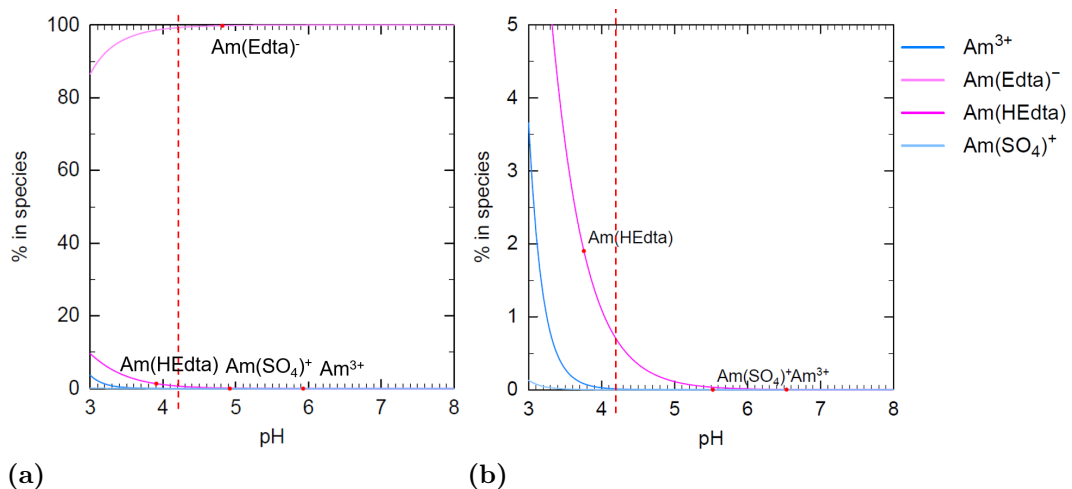 100
80
60
40
20
0
% in species
Am(Edta)-
Am(HEdta)
Am(SO₄)⁺
Am³⁺
3 4 5 6 7 8
pH
(a)
5
4
3
2
1
0
% in species
Am(HEdta)
Am(SO₄)⁺Am³⁺
3 4 5 6 7 8
pH
(b)
Am³⁺
Am(Edta)⁻
Am(HEdta)
Am(SO₄)⁺